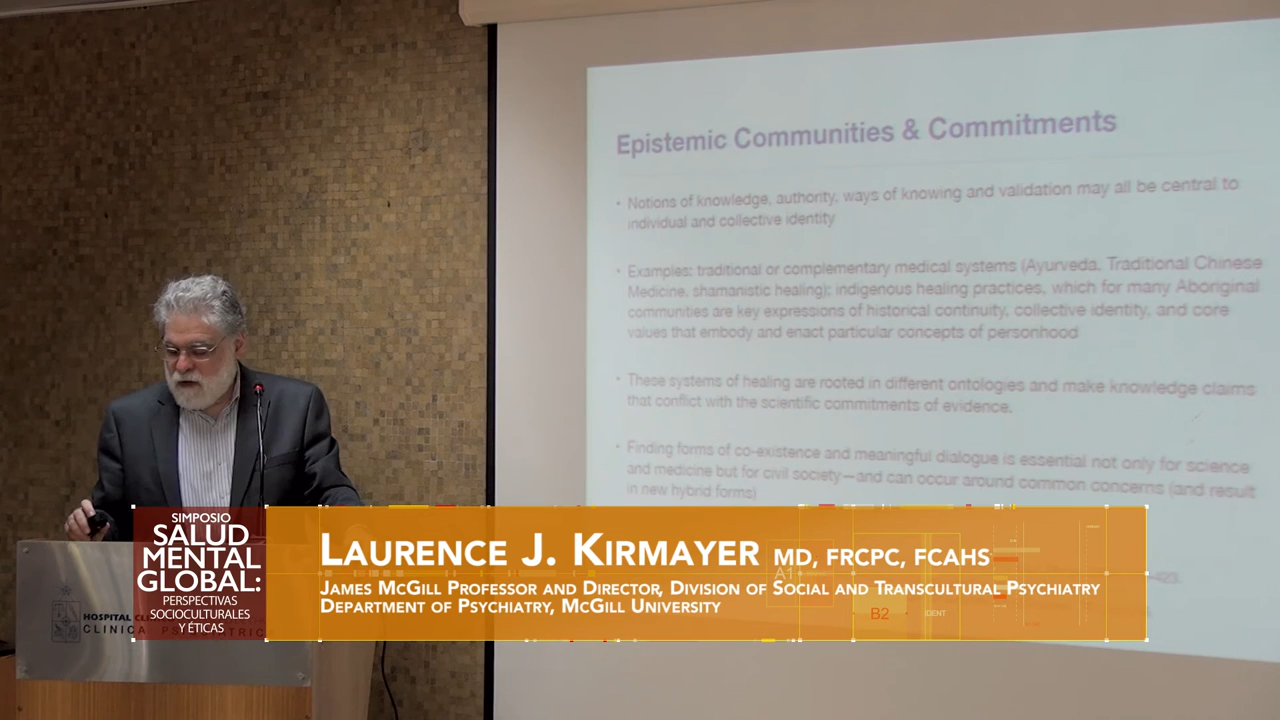 Epistemic Communities & Commitments
• Notions of knowledge, authority, ways of knowing and validation may all be central to
individual and collective identity
• Examples: traditional or complementary medical systems (Ayurveda, Traditional Chinese
Medicine, shamanistic healing); indigenous healing practices, which for many Aboriginal
communities are key expressions of historical continuity, collective identity, and core
values that embody and enact particular concepts of personhood
• These systems of healing are rooted in different ontologies and make knowledge claims
that conflict with the scientific commitments of evidence.
• Finding forms of co-existence and meaningful dialogue is essential not only for science
and medicine but for civil society—and can occur around common concerns (and result
in new hybrid forms)
SIMPOSIO
SALUD
MENTAL
GLOBAL:
PERSPECTIVAS
SOCIOCULTURALES
Y ÉTICAS
LAURENCE J. KIRMAYER MD, FRCPC, FCAHS
JAMES MCGILL PROFESSOR AND DIRECTOR, DIVISION OF SOCIAL AND TRANSCULTURAL PSYCHIATRY
DEPARTMENT OF PSYCHIATRY, MCGILL UNIVERSITY
A1
B2
DENT
HOSPITAL
CLINICA